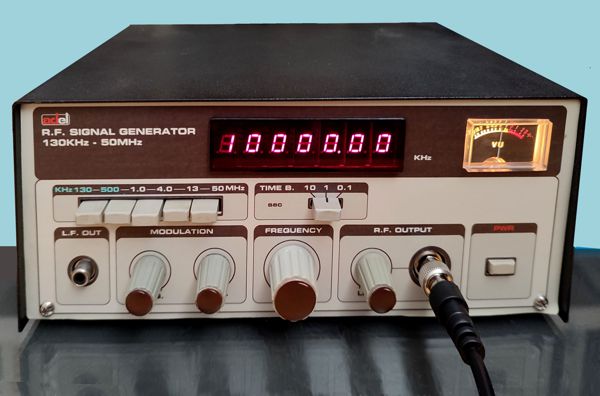 adel
R.F. SIGNAL GENERATOR
130KHz - 50MHz
10000.00
KHz
VU
KHz 130—500 —1.0 — 4.0 — 13 — 50 MHz
TIME B. 10 1 0.1
sec
L.F. OUT
MODULATION
FREQUENCY
R.F. OUTPUT
PWR